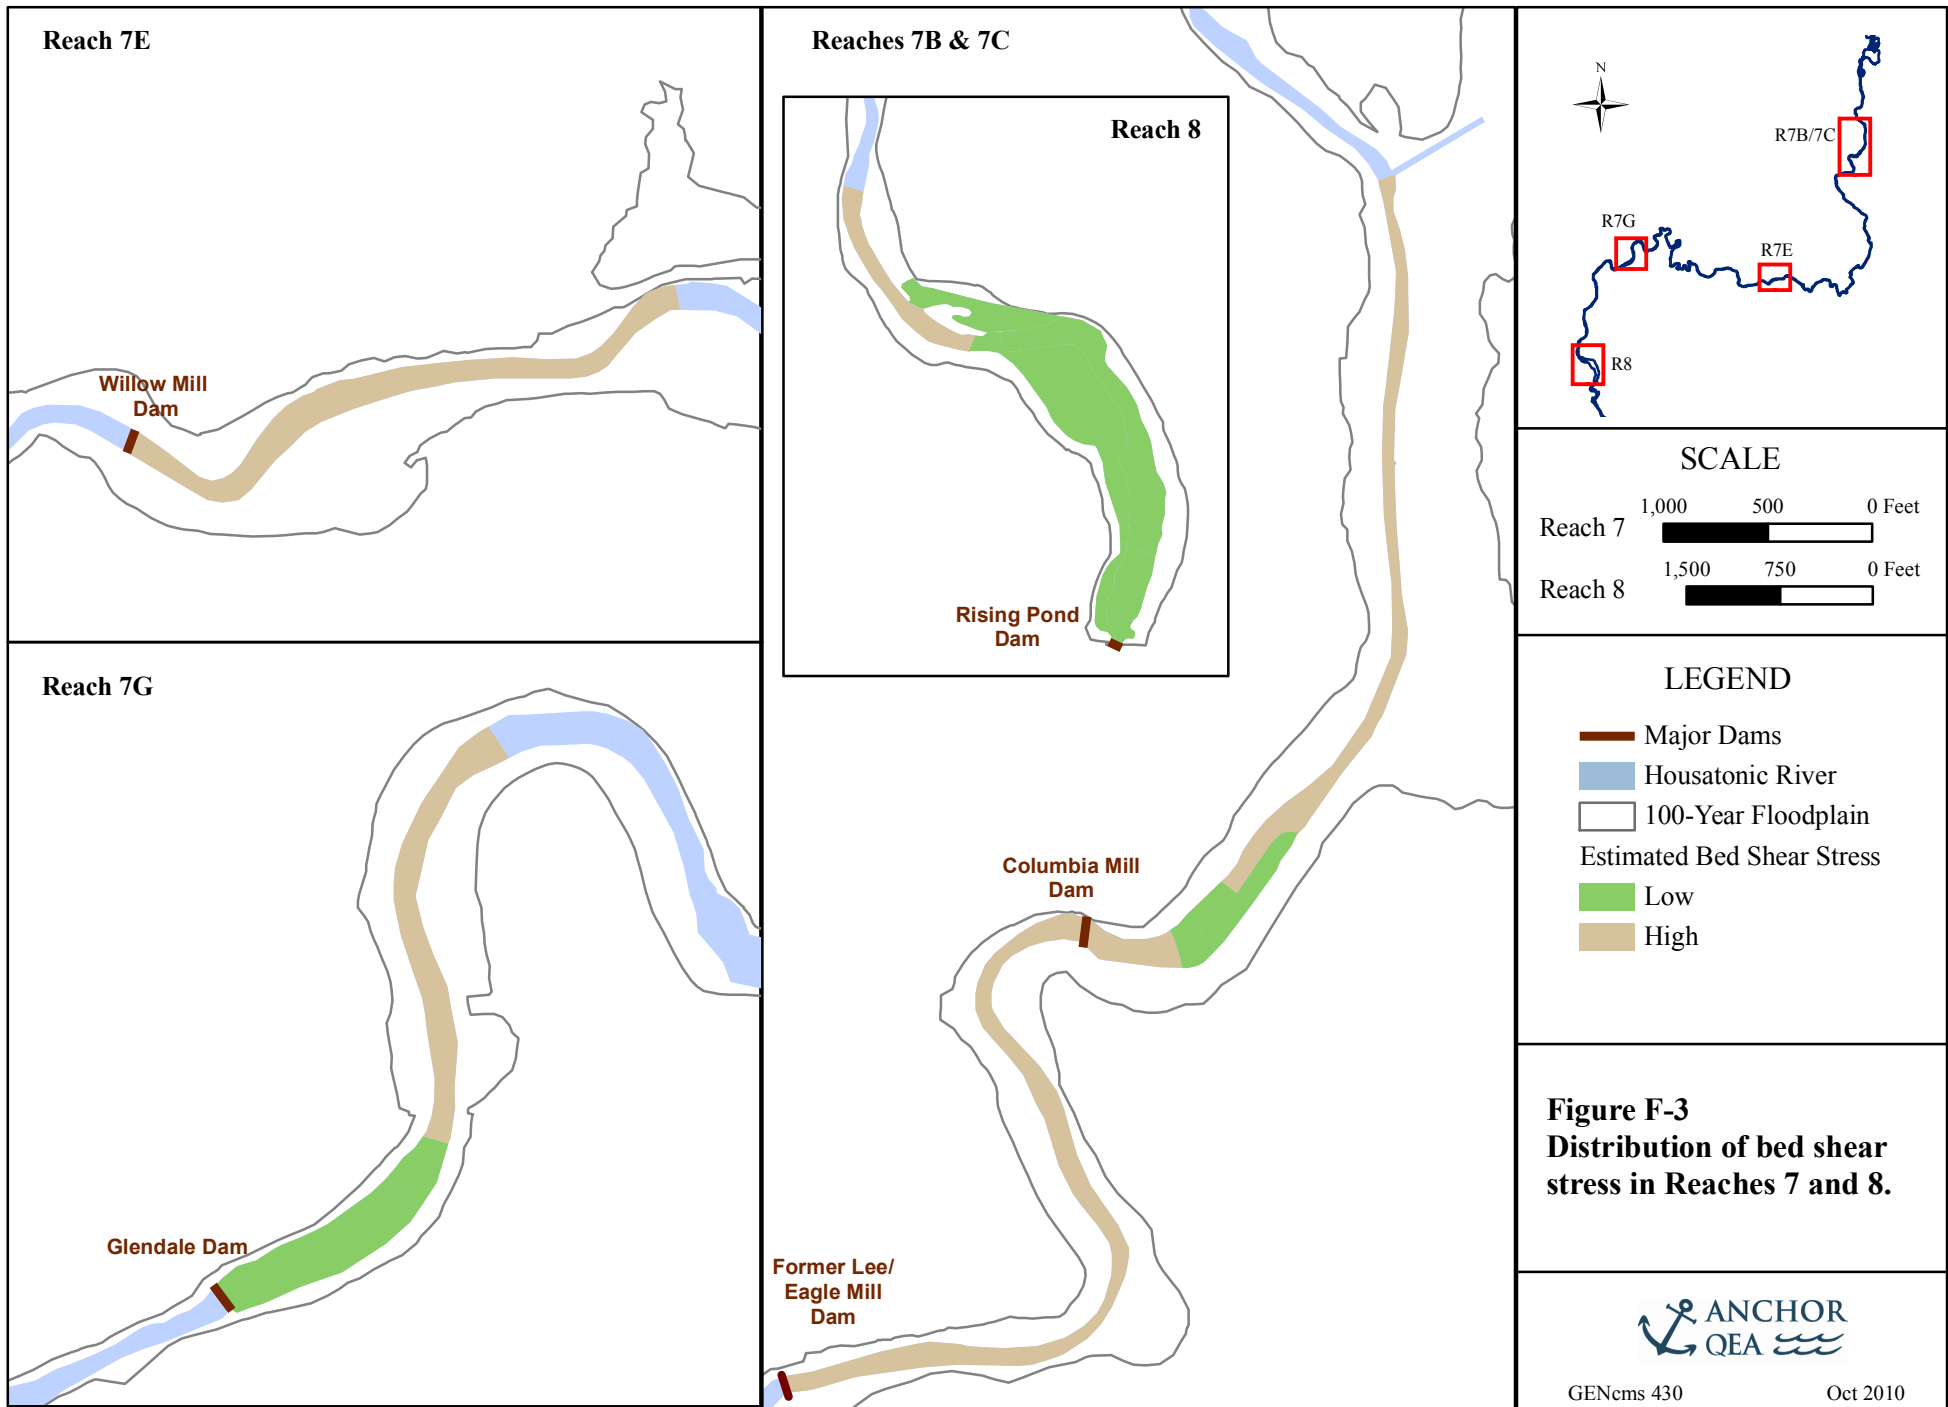 Reach 7E
Willow Mill
Dam
Reach 7G
Glendale Dam
Reaches 7B & 7C
Reach 8
Rising Pond
Dam
Columbia Mill
Dam
Former Lee/
Eagle Mill
Dam
N
R7B/7C
R7G
R7E
R8
SCALE
1,000 500 0 Feet
Reach 7
1,500 750 0 Feet
Reach 8
LEGEND
Major Dams
Housatonic River
100-Year Floodplain
Estimated Bed Shear Stress
Low
High
Figure F-3
Distribution of bed shear
stress in Reaches 7 and 8.
ANCHOR
QEA
GENcms 430 Oct 2010